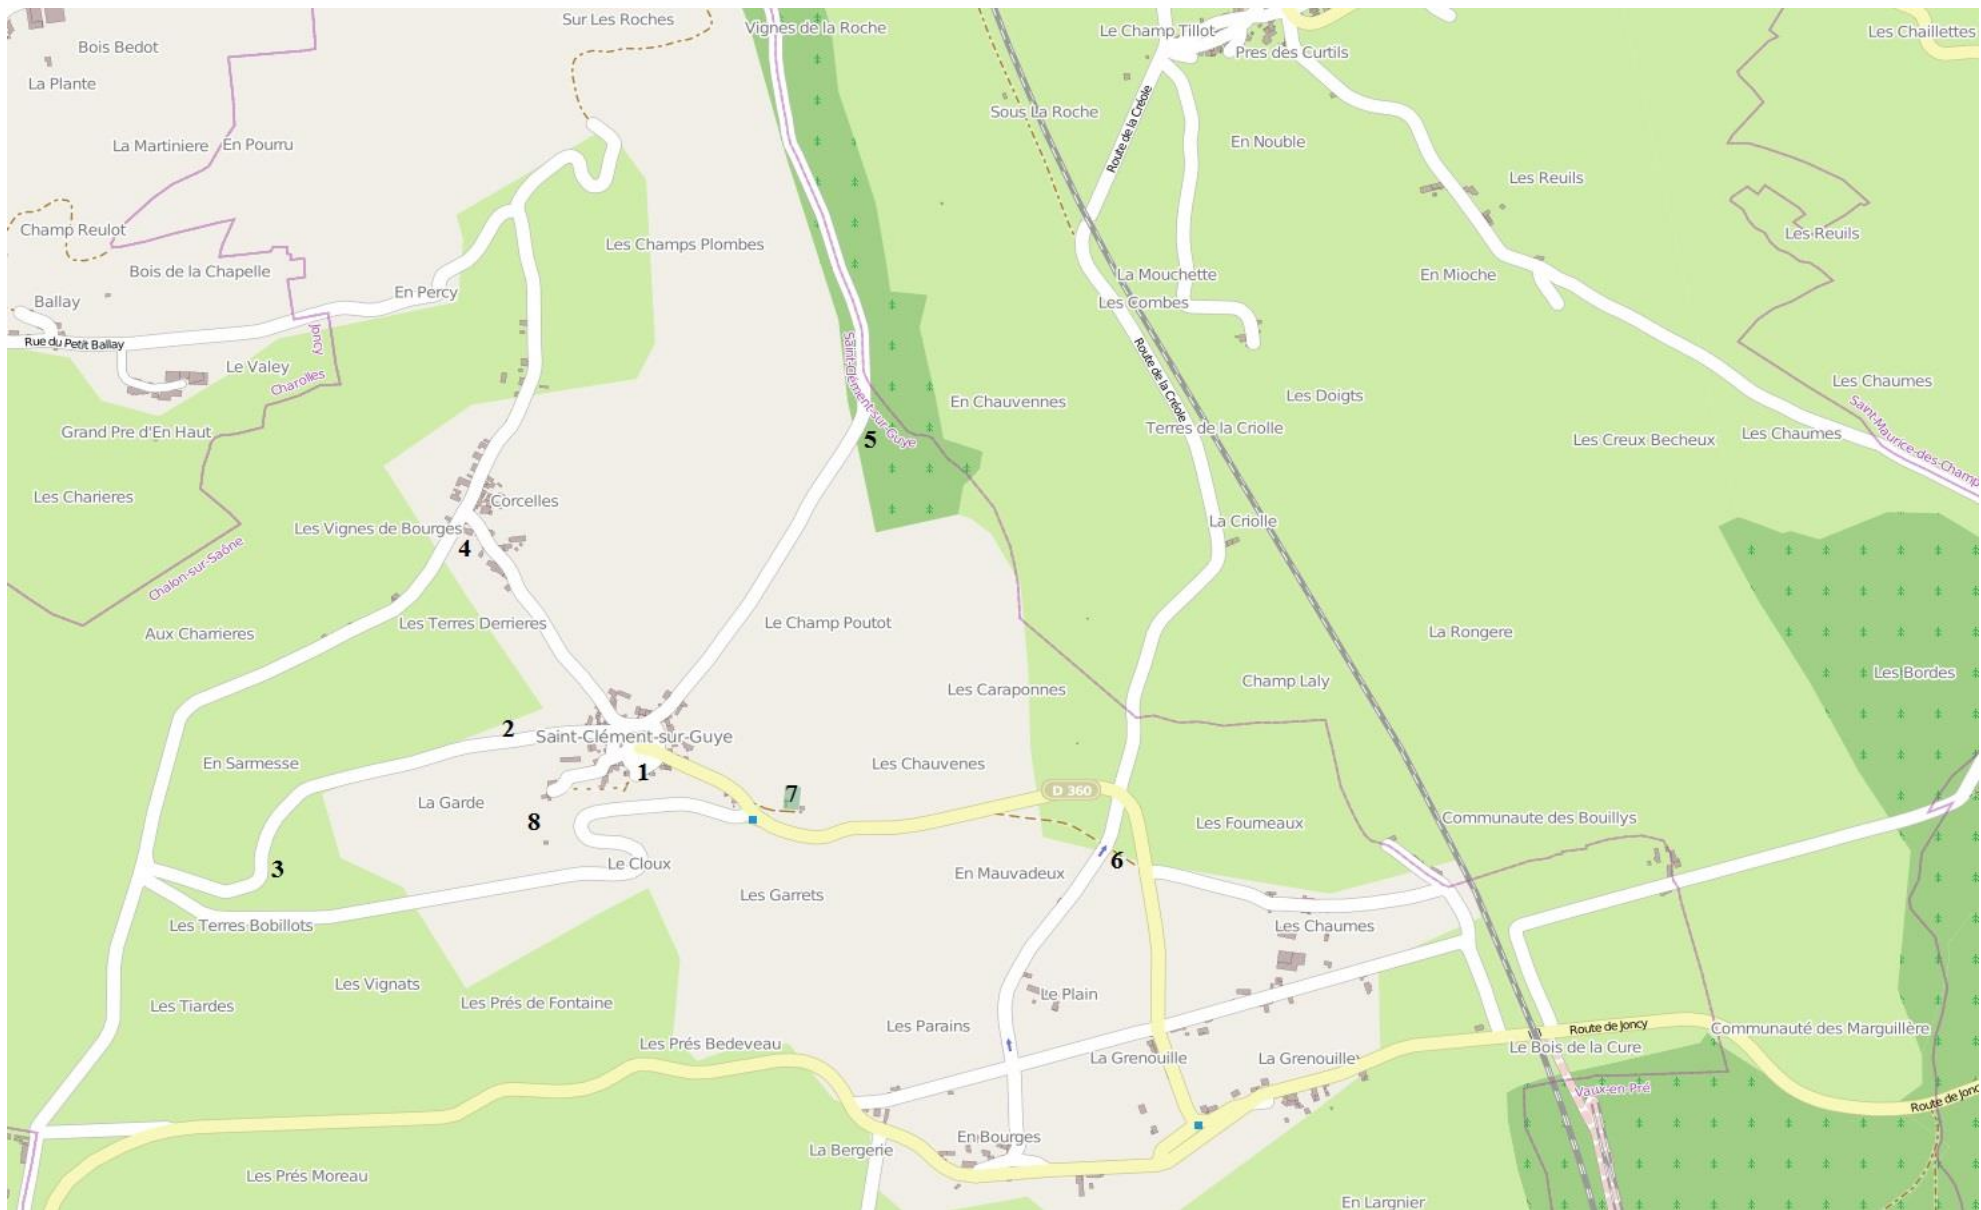 Sur Les Roches
Vignes de la Roche
Le Champ Tillot
Les Chaillettes
Bois Bedot
Pres des Curtils
La Plante
Sous La Roche
Route de la Créole
La Martiniere
En Pourru
En Nouble
Les Reuils
Champ Reulot
Les Champs Plombes
Les Reuils
Bois de la Chapelle
La Mouchette
En Mioche
Ballay
En Percy
Les Combes
Rue du Petit Ballay
Joncy
Saint-Clément-sur-Guye
Route de la Créole
Le Valey
Charolles
En Chauvennes
Les Doigts
Les Chaumes
Grand Pre d'En Haut
5
Terres de la Criolle
Les Creux Becheux
Les Chaumes
Saint-Maurice-des-Champ
Les Charieres
Corcelles
Les Vignes de Bourges
La Criolle
4
Chalon-sur-Saône
Aux Charrieres
Les Terres Derrieres
Le Champ Poutot
La Rongere
Les Caraponnes
Champ Laly
Les Bordes
2
Saint-Clément-sur-Guye
En Sarmesse
1
Les Chauvenes
La Garde
7
D 360
8
Les Fourneaux
Communaute des Bouillys
3
Le Cloux
6
En Mauvadeux
Les Garrets
Les Terres Bobillots
Les Chaumes
Les Vignats
Les Tiardes
Les Prés de Fontaine
Le Plain
Les Parains
Route de Joncy
Communauté des Marguillère
Les Prés Bedeveau
La Grenouille
La Grenouille
Le Bois de la Cure
Vaux-en-Pré
Route de Jonc
La Bergerie
En Bourges
Les Prés Moreau
En Largnier